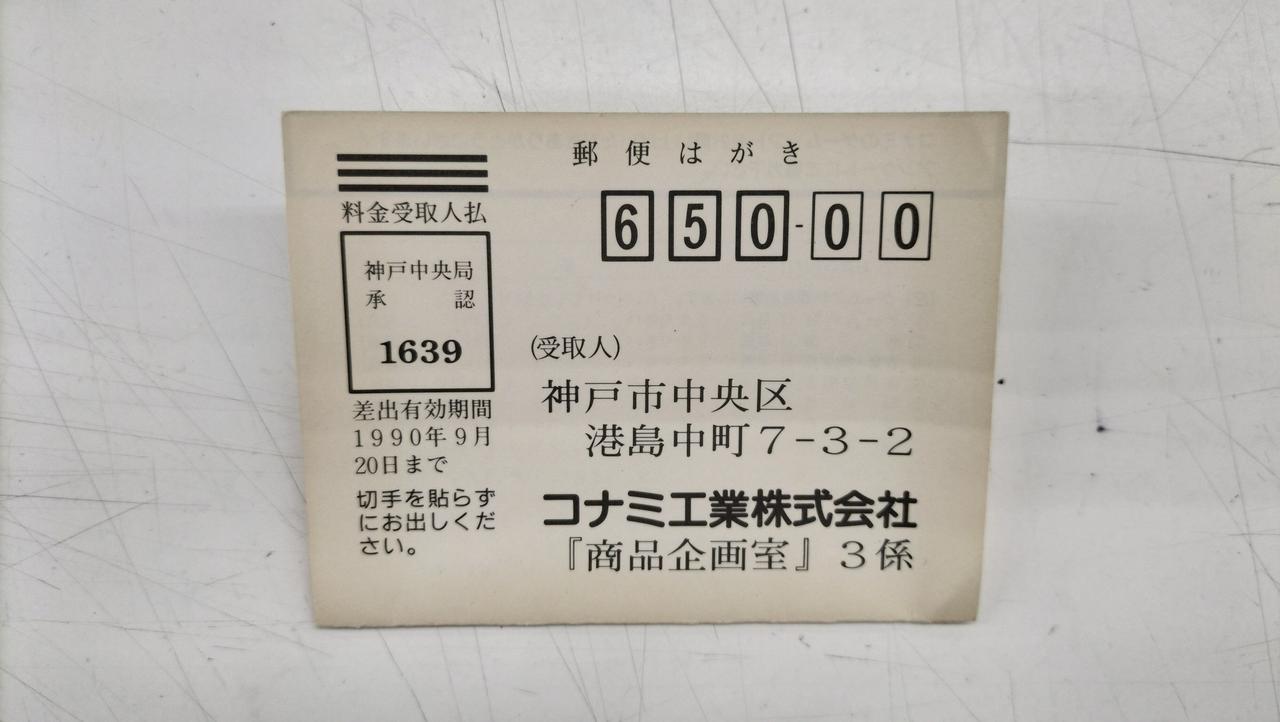 郵便はがき
650-00
料金受取人払
神戸中央局
承認
1639
差出有効期間
1990年9月
20日まで
切手を貼らず
にお出しくだ
さい。
(受取人)
神戸市中央区
港島中町7-3-2
コナミ工業株式会社
『商品企画室』3係